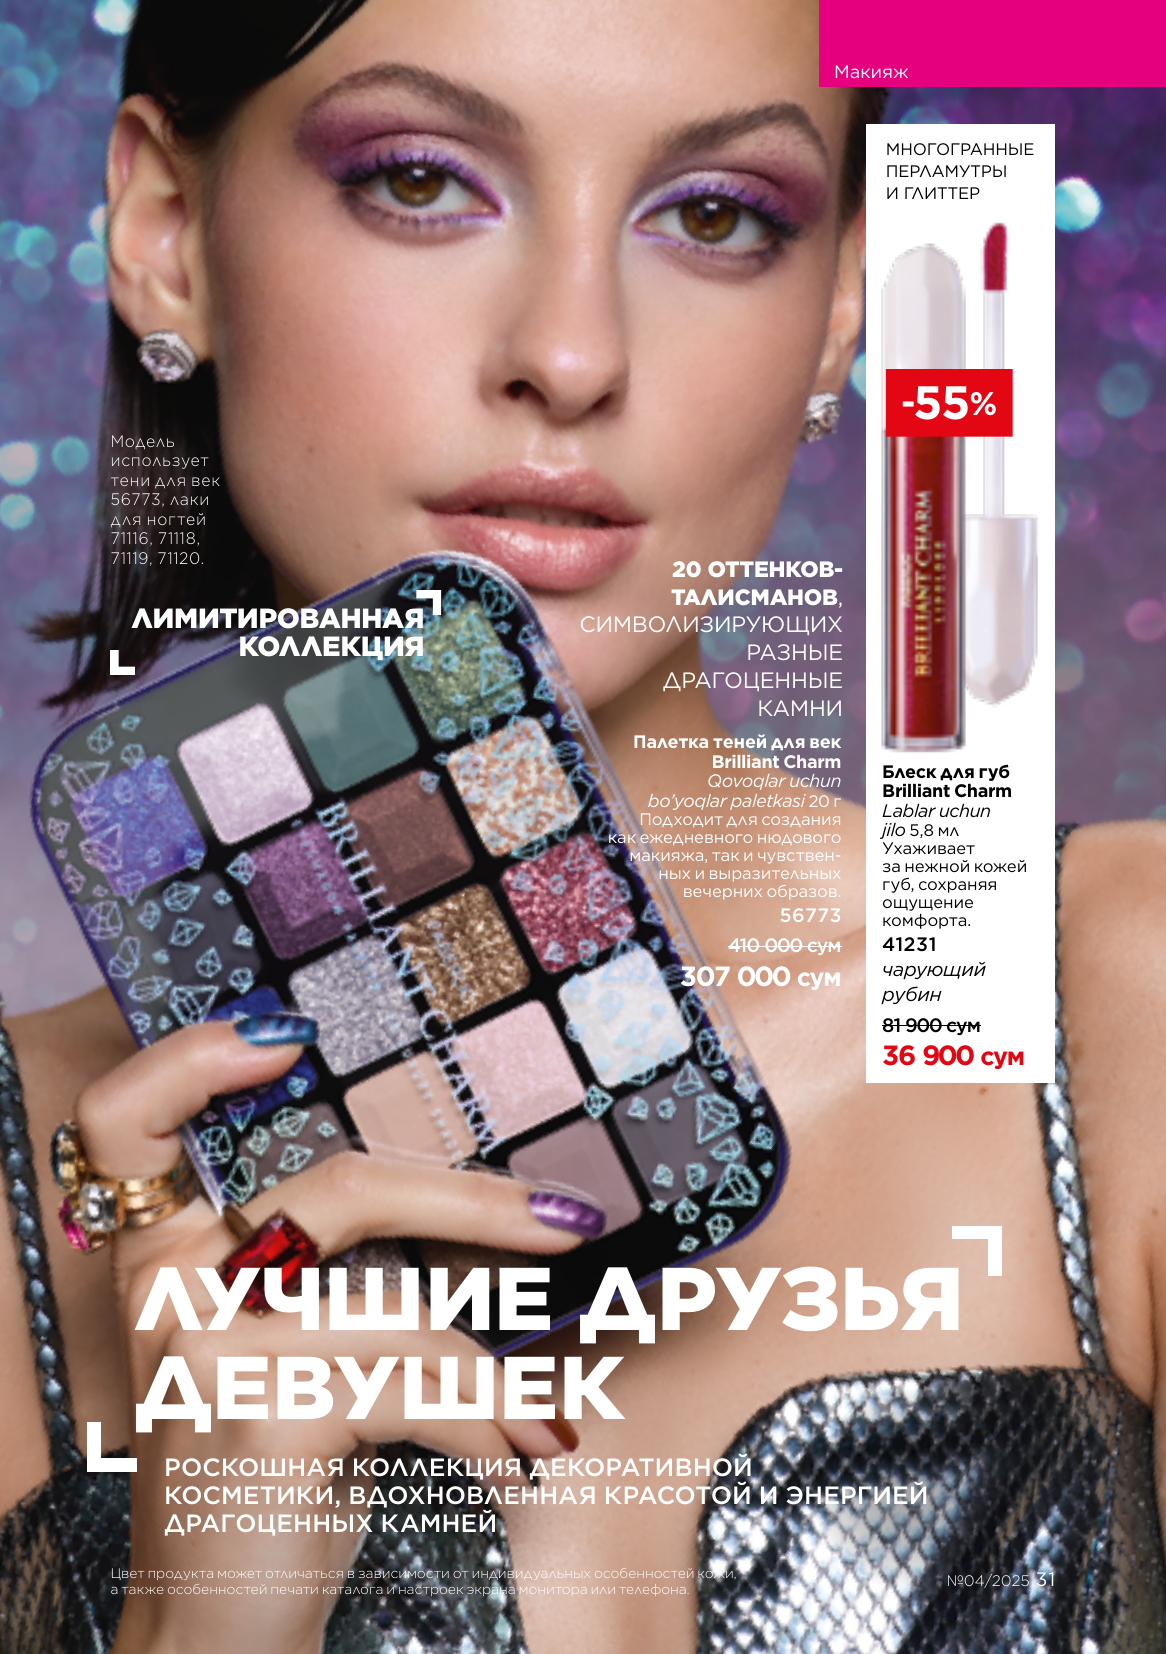 Макияж
МНОГОГРАННЫЕ
ПЕРЛАМУТРЫ
И ГЛИТТЕР
-55%
BRILLIANT CHARM
LIPGLOSS
Модель
использует
тени для век
56773, лаки
для ногтей
71116, 71118,
71119, 71120.
ЛИМИТИРОВАННАЯ
КОЛЛЕКЦИЯ
20 ОТТЕНКОВ-
ТАЛИСМАНОВ,
СИМВОЛИЗИРУЮЩИХ
РАЗНЫЕ
ДРАГОЦЕННЫЕ
КАМНИ
Палетка теней для век
Brilliant Charm
Qovoqlar uchun
bo'yoqlar paletkasi 20 г
Подходит для создания
как ежедневного нюдового
макияжа, так и чувствен-
ных и выразительных
вечерних образов.
56773
410 000 сум
307 000 сум
BRILLIANT CHARM
Блеск для губ
Brilliant Charm
Lablar uchun
jilo 5,8 мл
Ухаживает
за нежной кожей
губ, сохраняя
ощущение
комфорта.
41231
чарующий
рубин
81 900 сум
36 900 сум
ЛУЧШИЕ ДРУЗЬЯ
ДЕВУШЕК
РОСКОШНАЯ КОЛЛЕКЦИЯ ДЕКОРАТИВНОЙ
КОСМЕТИКИ, ВДОХНОВЛЕННАЯ КРАСОТОЙ И ЭНЕРГИЕЙ
ДРАГОЦЕННЫХ КАМНЕЙ
Цвет продукта может отличаться в зависимости от индивидуальных особенностей кожи,
а также особенностей печати каталога и настроек экрана монитора или телефона.
№04/2025 31